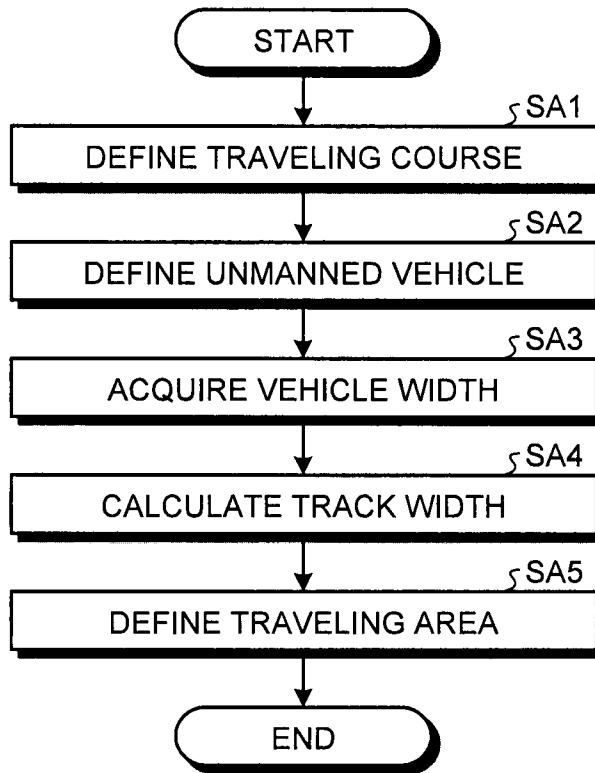 START
SA1
DEFINE TRAVELING COURSE
SA2
DEFINE UNMANNED VEHICLE
SA3
ACQUIRE VEHICLE WIDTH
SA4
CALCULATE TRACK WIDTH
SA5
DEFINE TRAVELING AREA
END